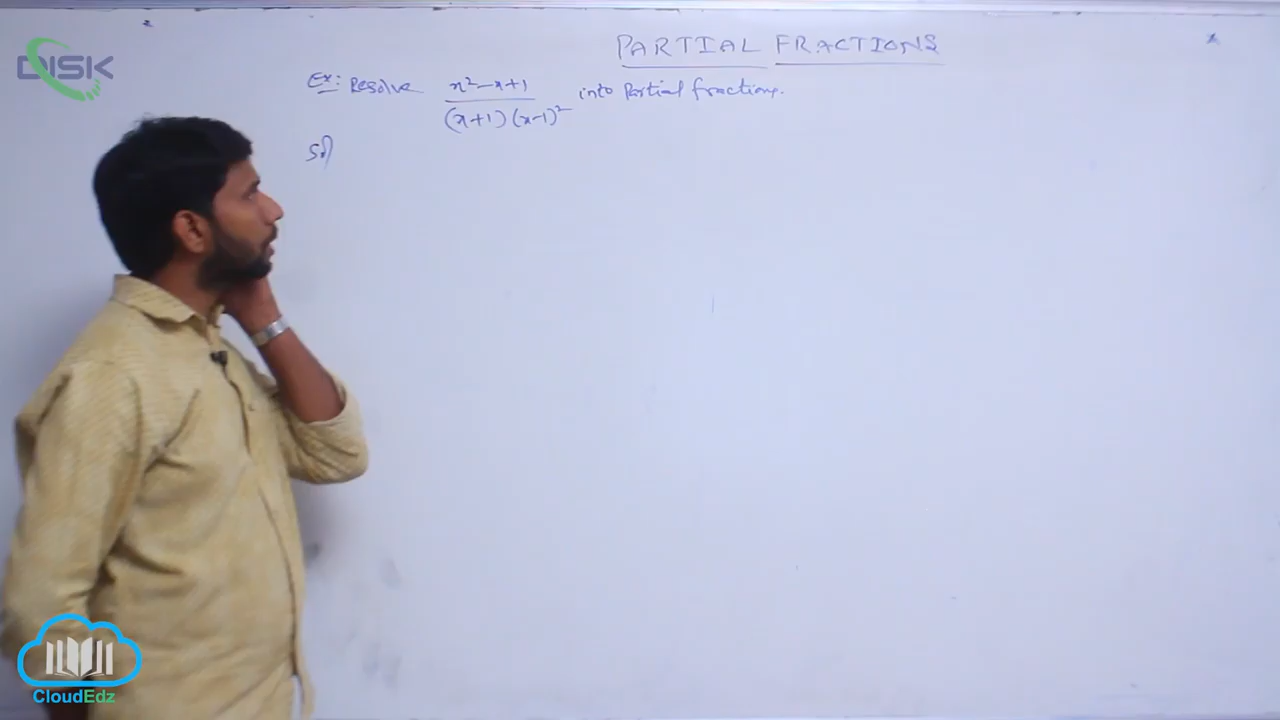 PARTIAL FRACTIONS
Ex: Resolve x²-x+1 / (x+1)(x-1)² into Partial fractions.
Sol
DISK
CloudEdz